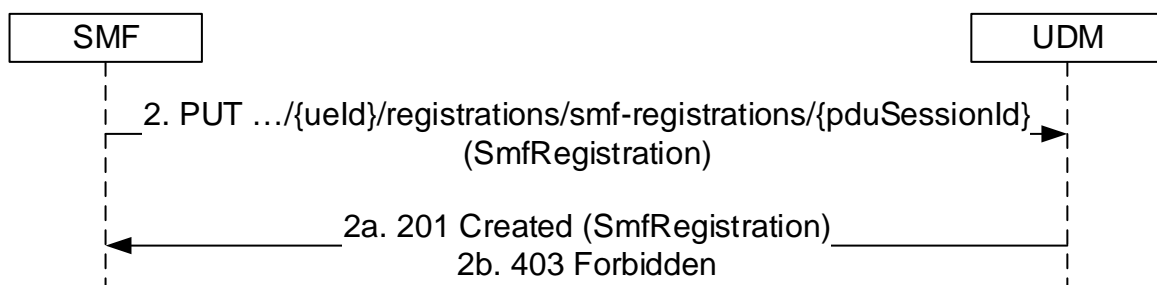 SMF
UDM
2. PUT …/{ueId}/registrations/smf-registrations/{pduSessionId}
(SmfRegistration)
2a. 201 Created (SmfRegistration)
2b. 403 Forbidden